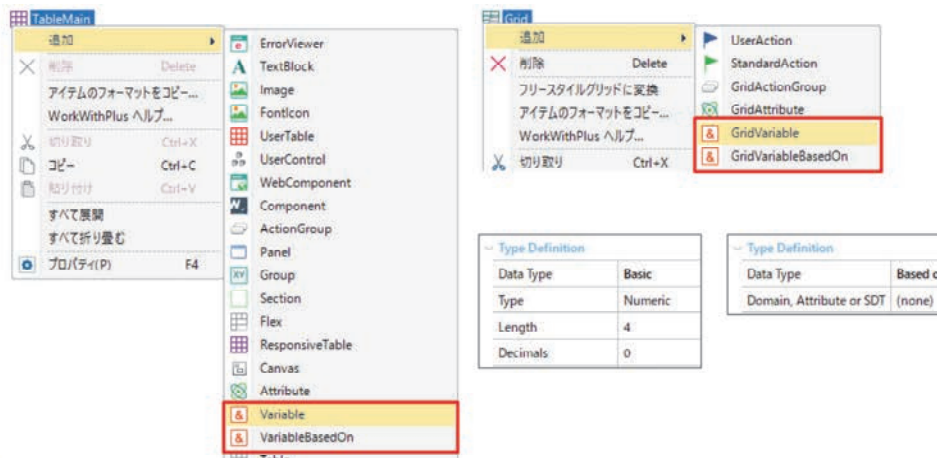 TableMain
追加
削除 Delete
アイテムのフォーマットをコピー...
WorkWithPlus ヘルプ...
切り取り Ctrl+X
コピー Ctrl+C
貼り付け Ctrl+V
すべて展開
すべて折り畳む
プロパティ(P) F4
ErrorViewer
TextBlock
Image
FontIcon
UserTable
UserControl
WebComponent
Component
ActionGroup
Panel
Group
Section
Flex
ResponsiveTable
Canvas
Attribute
Variable
VariableBasedOn
Table
Grid
追加
削除 Delete
フリースタイルグリッドに変換
アイテムのフォーマットをコピー...
WorkWithPlus ヘルプ...
切り取り Ctrl+X
UserAction
StandardAction
GridActionGroup
GridAttribute
GridVariable
GridVariableBasedOn
Type Definition
Data Type Basic
Type Numeric
Length 4
Decimals 0
Type Definition
Data Type Based
Domain, Attribute or SDT (none)